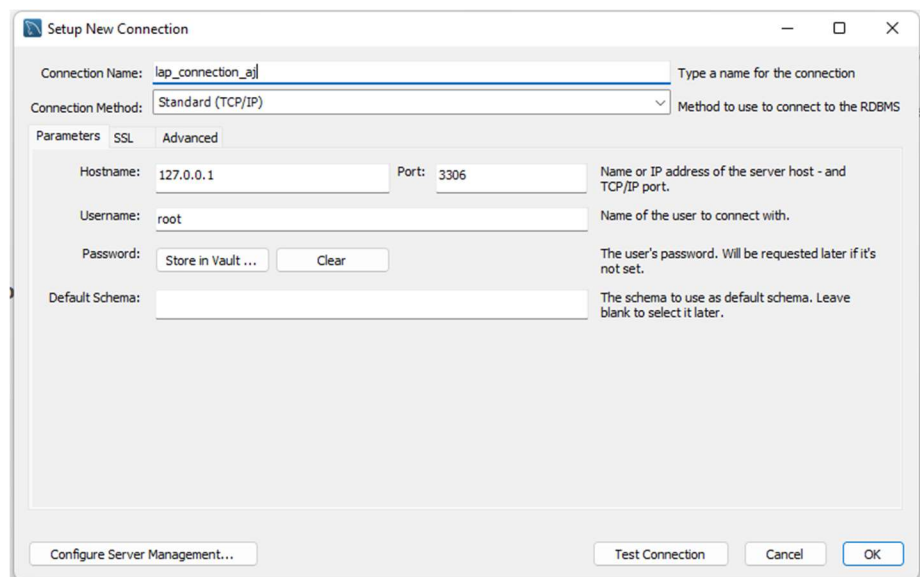 Setup New Connection
Connection Name: lap_connection_aj Type a name for the connection
Connection Method: Standard (TCP/IP) Method to use to connect to the RDBMS
Parameters SSL Advanced
Hostname: 127.0.0.1 Port: 3306 Name or IP address of the server host - and
TCP/IP port.
Username: root Name of the user to connect with.
Password: Store in Vault ... Clear The user's password. Will be requested later if it's
not set.
Default Schema: The schema to use as default schema. Leave
blank to select it later.
Configure Server Management... Test Connection Cancel OK